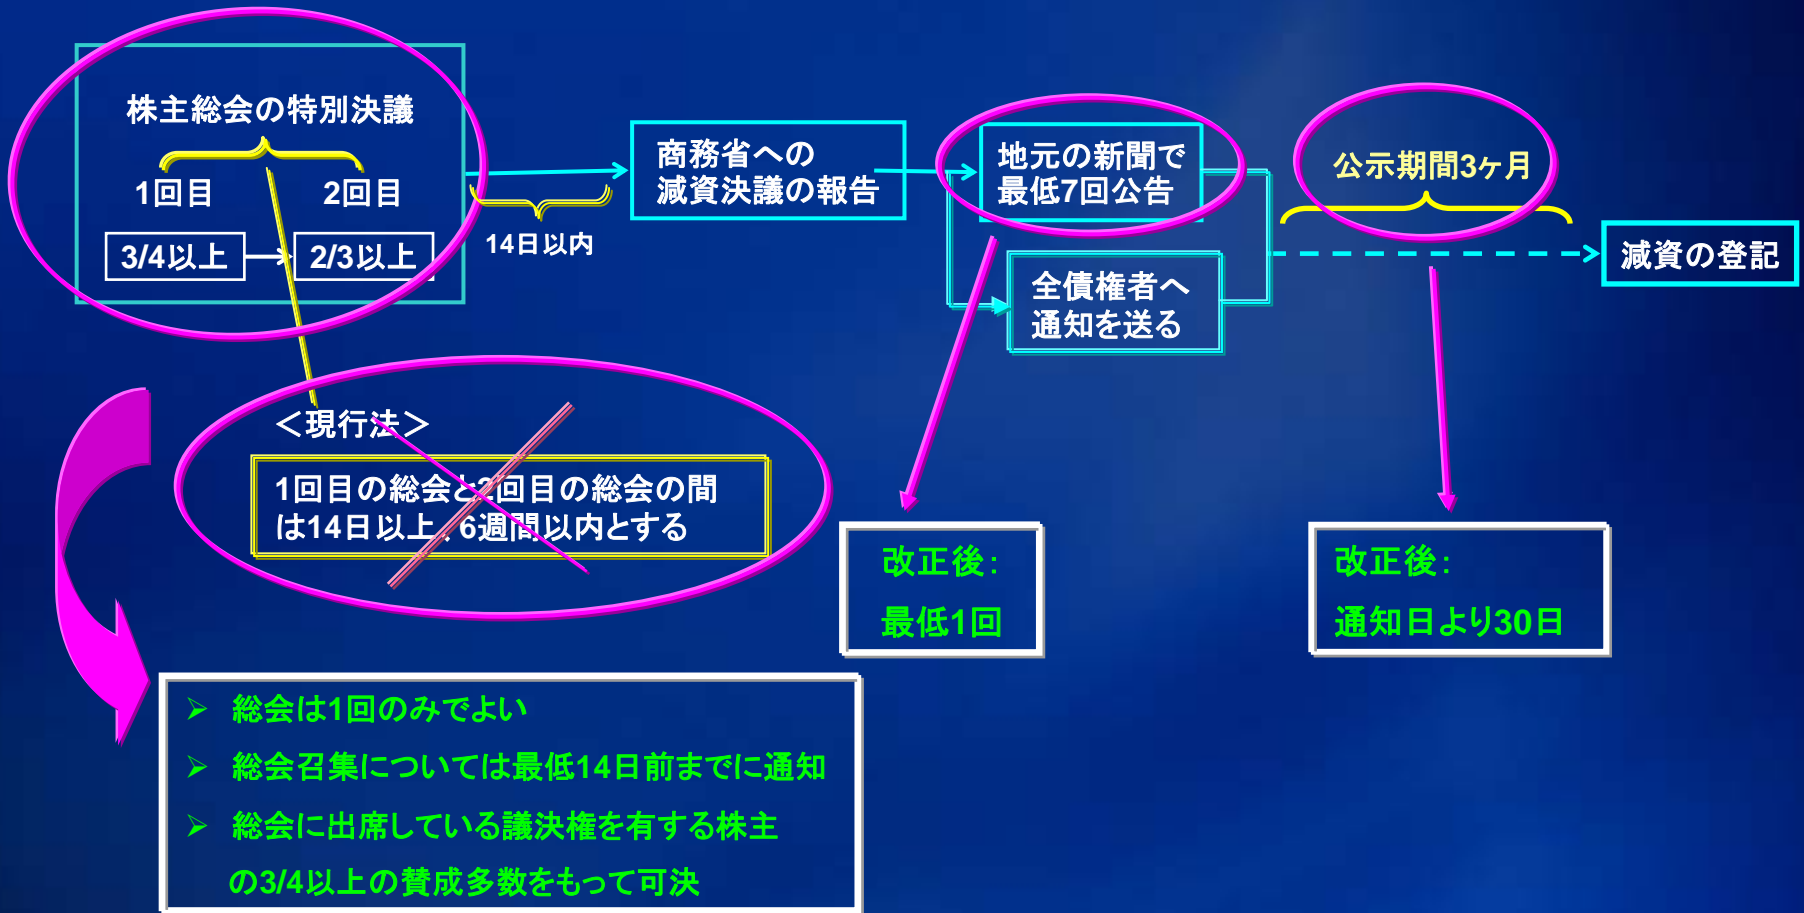 株主総会の特別決議
1回目
2回目
3/4以上
2/3以上
14日以内
商務省への
減資決議の報告
地元の新聞で
最低7回公告
全債権者へ
通知を送る
公示期間3ヶ月
減資の登記
＜現行法＞
1回目の総会と2回目の総会の間
は14日以上、6週間以内とする
改正後：
最低1回
改正後：
通知日より30日
➢ 総会は1回のみでよい
➢ 総会召集については最低14日前までに通知
➢ 総会に出席している議決権を有する株主
の3/4以上の賛成多数をもって可決